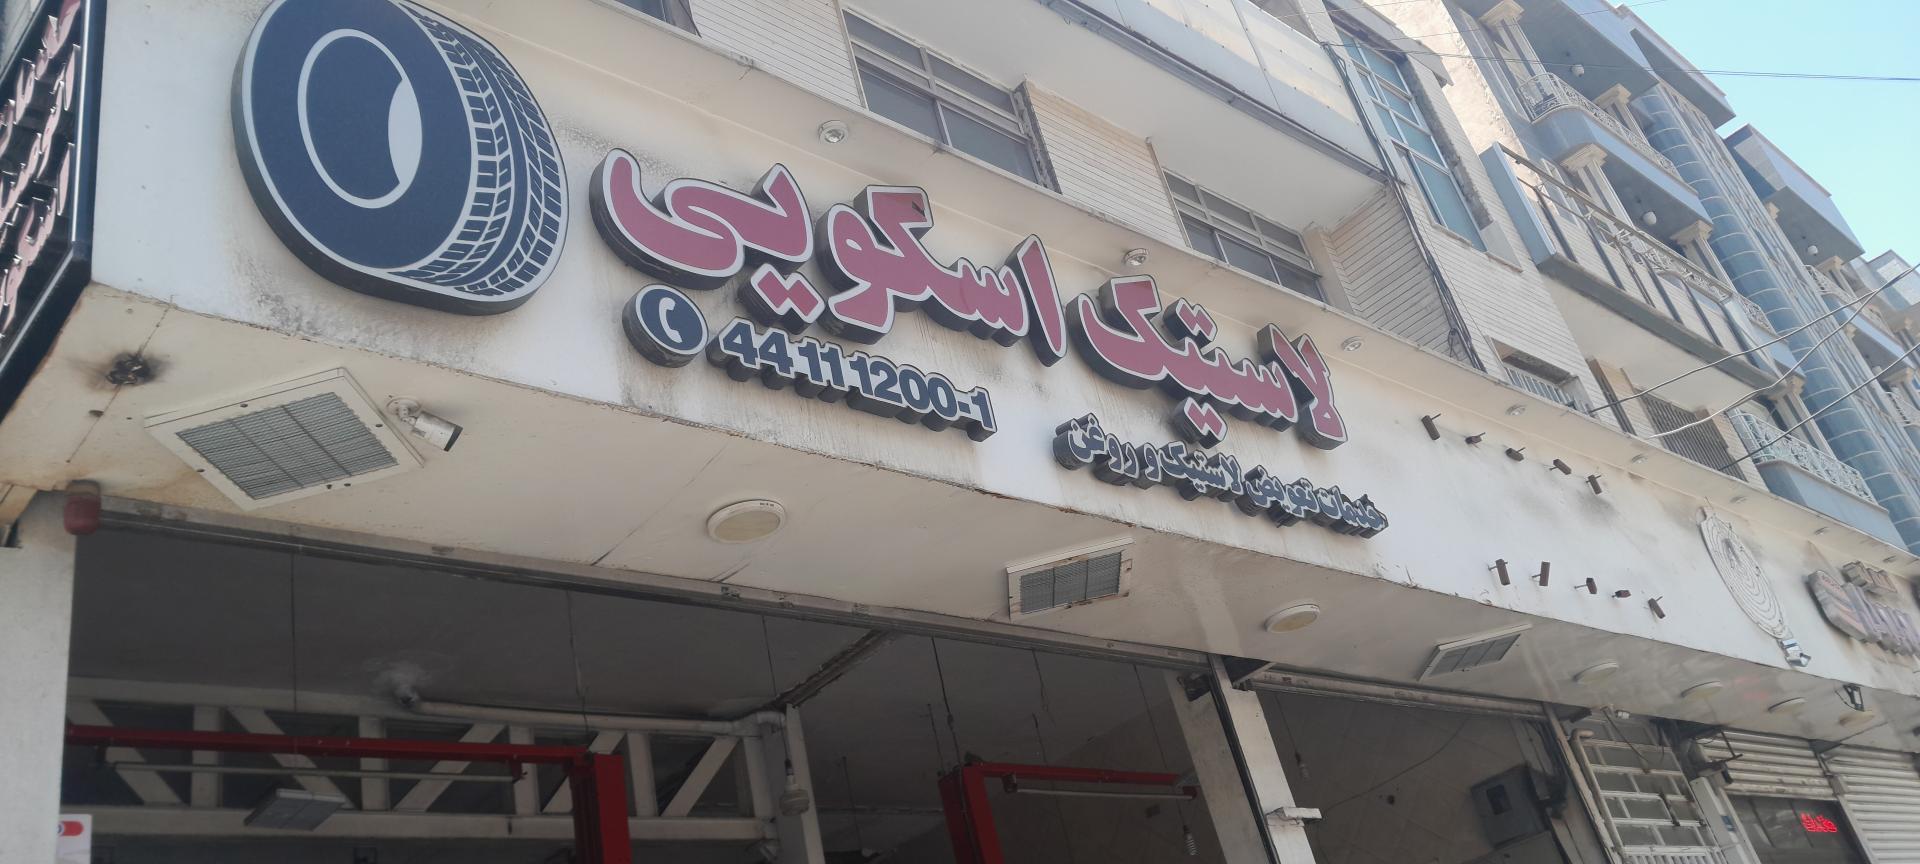 لاستیک اسکویی
44111200-1
خدمات تعویض لاستیک و روغن